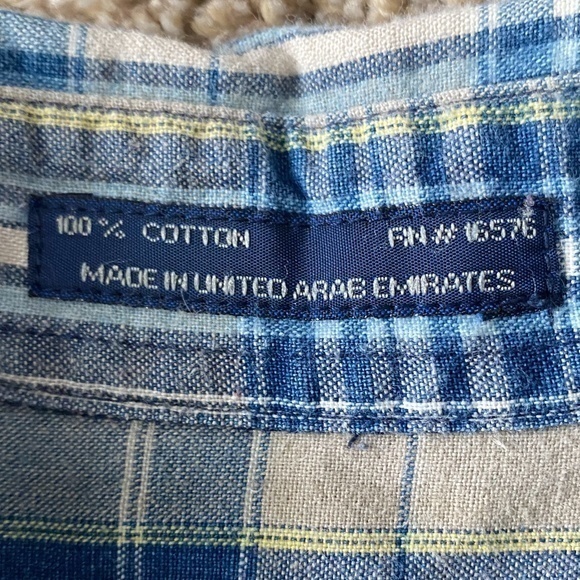 100 % COTTON RN # 16576
MADE IN UNITED ARAB EMIRATES